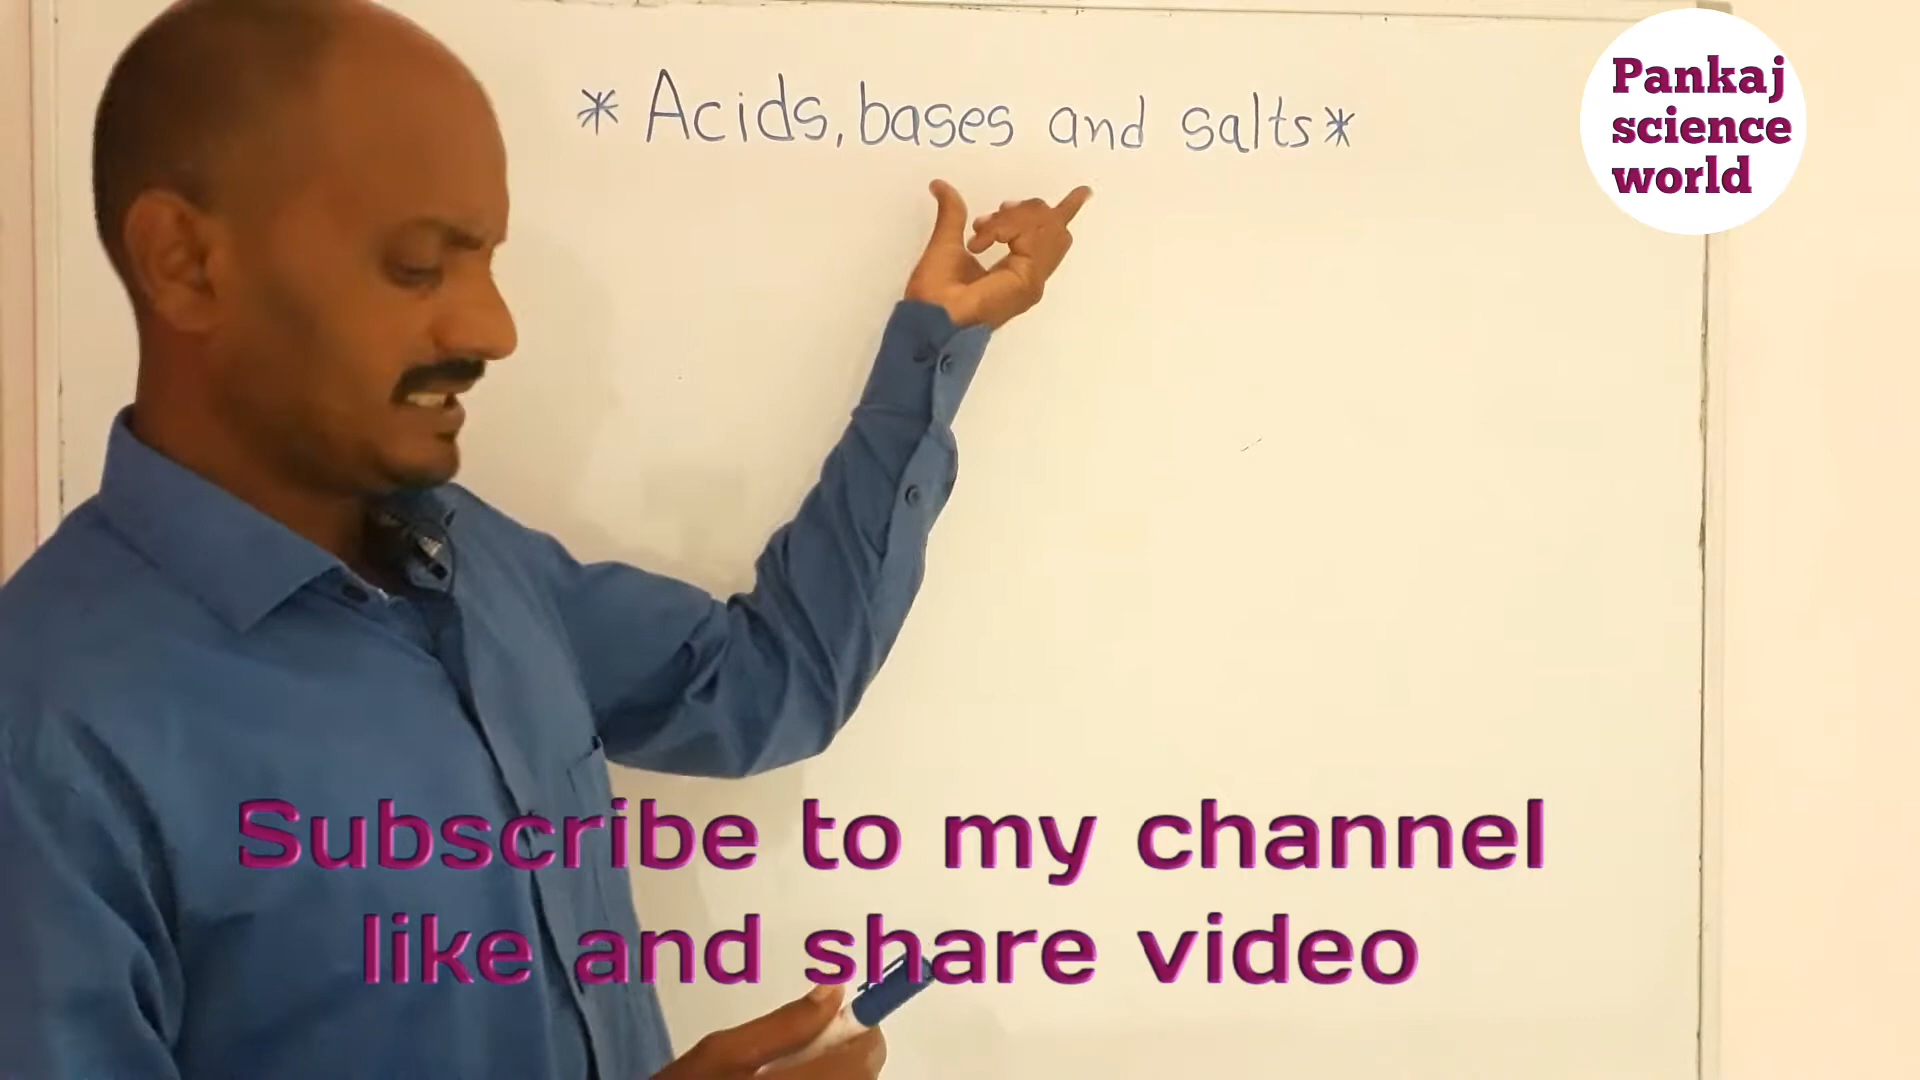 * Acids, bases and salts *
Pankaj
science
world
Subscribe to my channel
like and share video